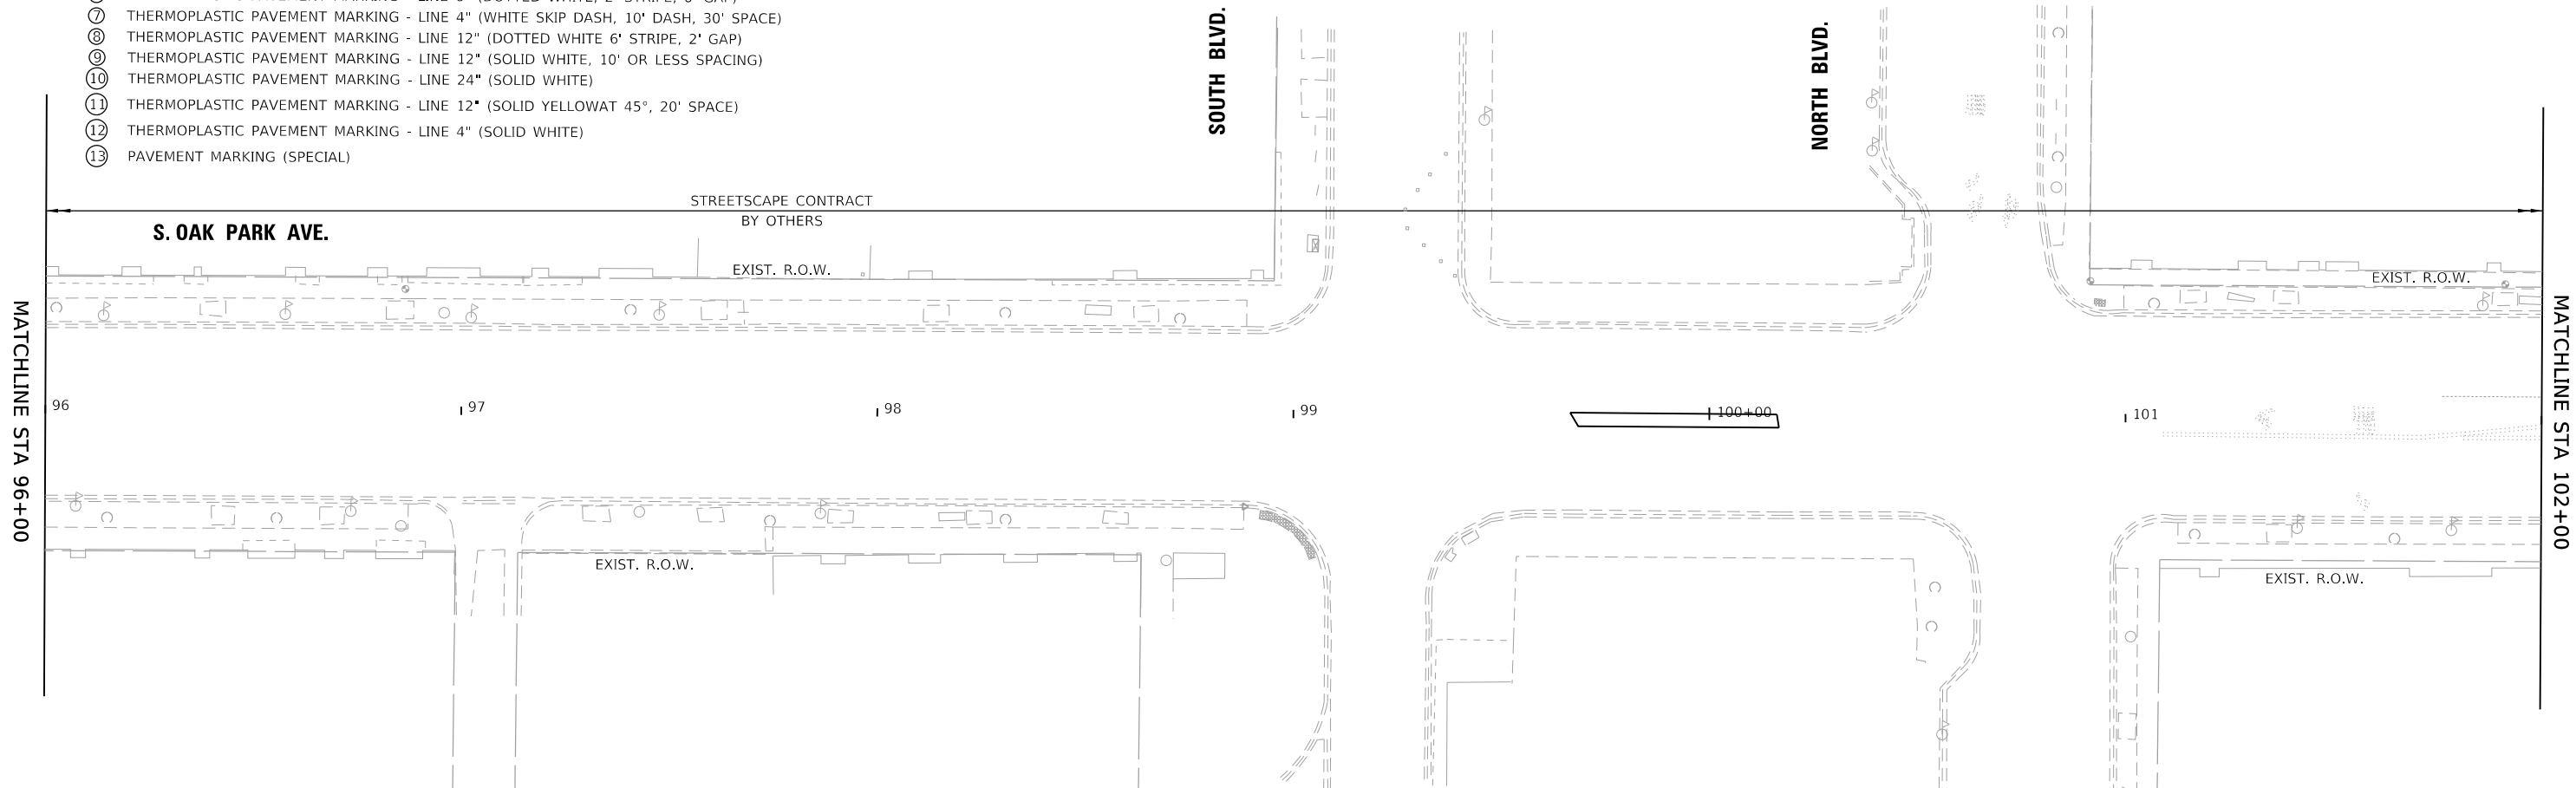 7 THERMOPLASTIC PAVEMENT MARKING - LINE 4" (WHITE SKIP DASH, 10' DASH, 30' SPACE)
8 THERMOPLASTIC PAVEMENT MARKING - LINE 12" (DOTTED WHITE 6' STRIPE, 2' GAP)
9 THERMOPLASTIC PAVEMENT MARKING - LINE 12" (SOLID WHITE, 10' OR LESS SPACING)
10 THERMOPLASTIC PAVEMENT MARKING - LINE 24" (SOLID WHITE)
11 THERMOPLASTIC PAVEMENT MARKING - LINE 12" (SOLID YELLOWAT 45°, 20' SPACE)
12 THERMOPLASTIC PAVEMENT MARKING - LINE 4" (SOLID WHITE)
13 PAVEMENT MARKING (SPECIAL)
SOUTH BLVD.
NORTH BLVD.
STREETSCAPE CONTRACT
BY OTHERS
S. OAK PARK AVE.
EXIST. R.O.W.
EXIST. R.O.W.
MATCHLINE STA 96+00
96
97
98
99
100+00
101
MATCHLINE STA 102+00
EXIST. R.O.W.
EXIST. R.O.W.